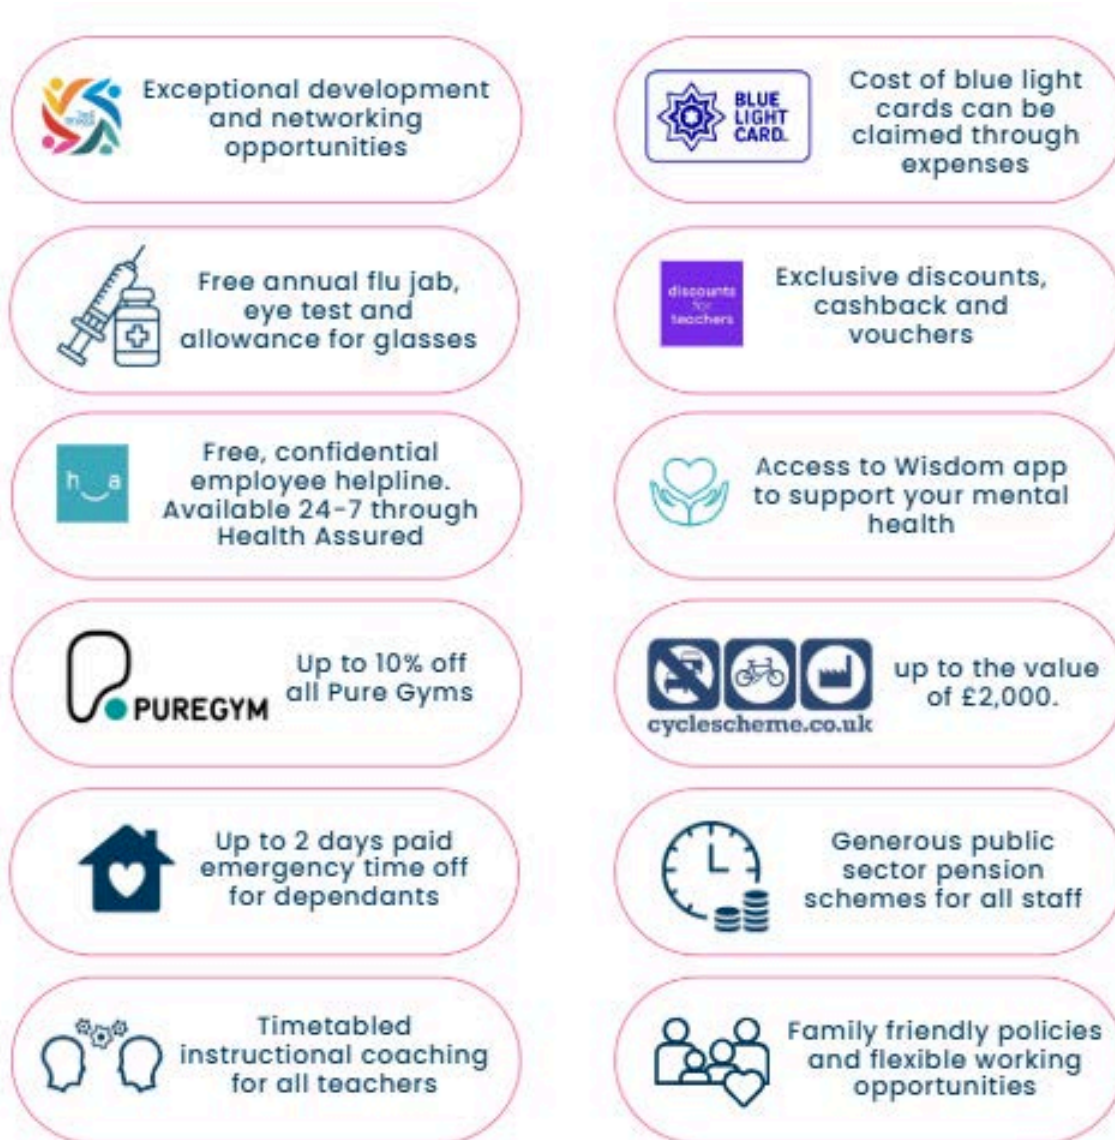 Exceptional development
and networking
opportunities
BLUE
LIGHT
CARD.
Cost of blue light
cards can be
claimed through
expenses
Free annual flu jab,
eye test and
allowance for glasses
discounts
for
teachers
Exclusive discounts,
cashback and
vouchers
h a
Free, confidential
employee helpline.
Available 24-7 through
Health Assured
Access to Wisdom app
to support your mental
health
PUREGYM
Up to 10% off
all Pure Gyms
cyclescheme.co.uk
up to the value
of £2,000.
Up to 2 days paid
emergency time off
for dependants
Generous public
sector pension
schemes for all staff
Timetabled
instructional coaching
for all teachers
Family friendly policies
and flexible working
opportunities